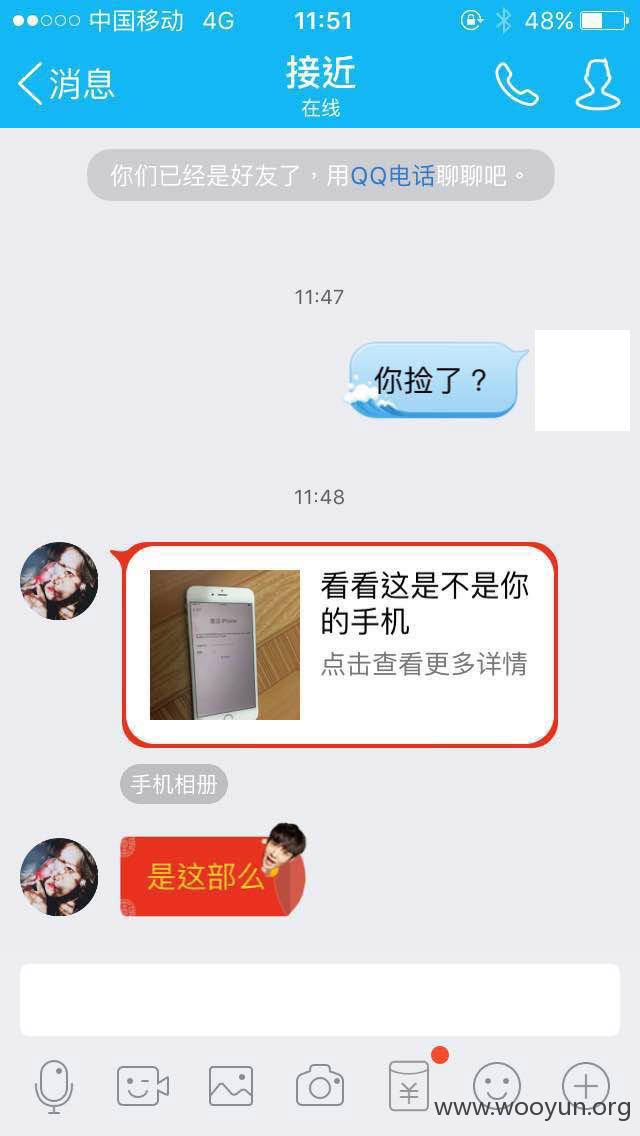 中国移动 4G 11:51 48%
消息 接近
在线
你们已经是好友了，用QQ电话聊聊吧。
11:47
你捡了？
11:48
看看这是不是你
的手机
点击查看更多详情
手机相册
是这部么
www.wooyun.org